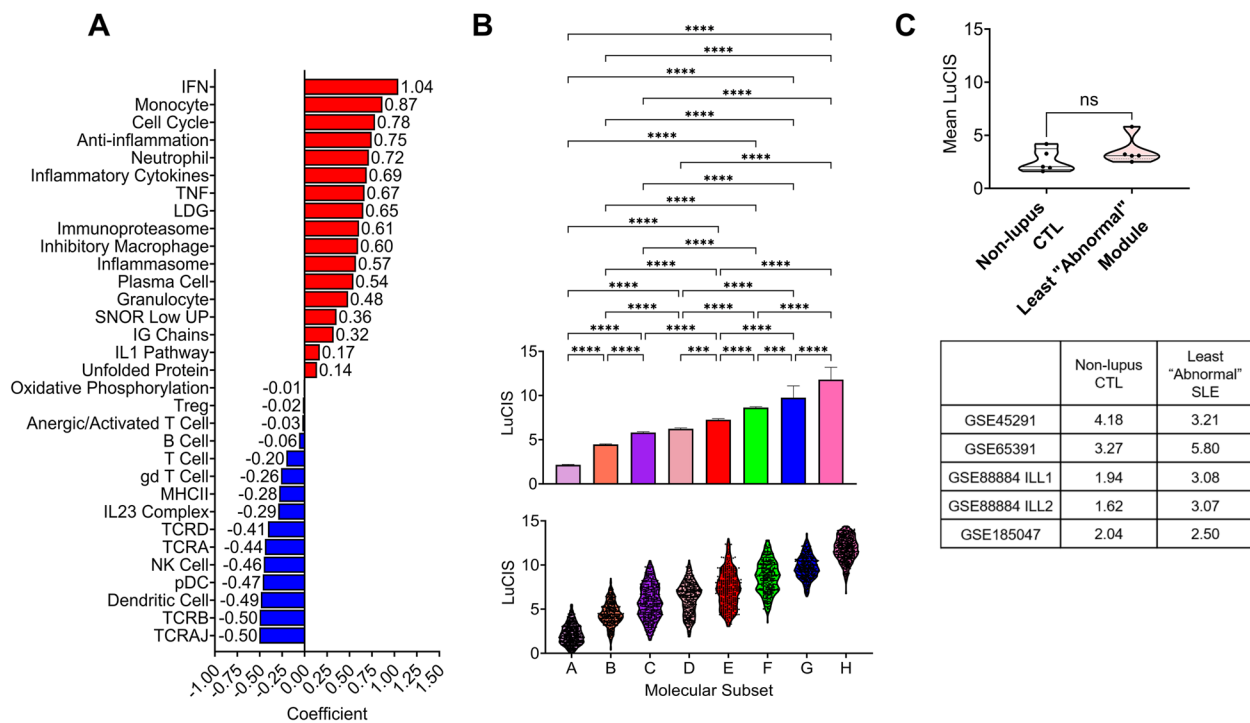 A
IFN 1.04
Monocyte 0.87
Cell Cycle 0.78
Anti-inflammation 0.75
Neutrophil 0.72
Inflammatory Cytokines 0.69
TNF 0.67
LDG 0.65
Immunoproteasome 0.61
Inhibitory Macrophage 0.60
Inflammasome 0.57
Plasma Cell 0.54
Granulocyte 0.48
SNOR Low UP 0.36
IG Chains 0.32
IL1 Pathway 0.17
Unfolded Protein 0.14
Oxidative Phosphorylation -0.01
Treg -0.02
Anergic/Activated T Cell -0.03
B Cell -0.06
T Cell -0.20
gd T Cell -0.26
MHCII -0.28
IL23 Complex -0.29
TCRD -0.41
TCRA -0.44
NK Cell -0.46
pDC -0.47
Dendritic Cell -0.49
TCRB -0.50
TCRAJ -0.50
-1.00 -0.75 -0.50 -0.25 0.00 0.25 0.50 0.75 1.00 1.25 1.50
Coefficient
B
****
****
****
****
****
****
****
****
****
****
****
**** ****
**** ****
**** **** ****
**** **** ****
**** **** *** **** *** ****
15
10
5
0
LuCIS
15
10
5
0
LuCIS
A B C D E F G H
Molecular Subset
C
15
10
5
0
Mean LuCIS
ns
Non-lupus
CTL
Least "Abnormal"
Module
Non-lupus
CTL
Least
“Abnormal”
SLE
GSE45291 4.18 3.21
GSE65391 3.27 5.80
GSE88884 ILL1 1.94 3.08
GSE88884 ILL2 1.62 3.07
GSE185047 2.04 2.50